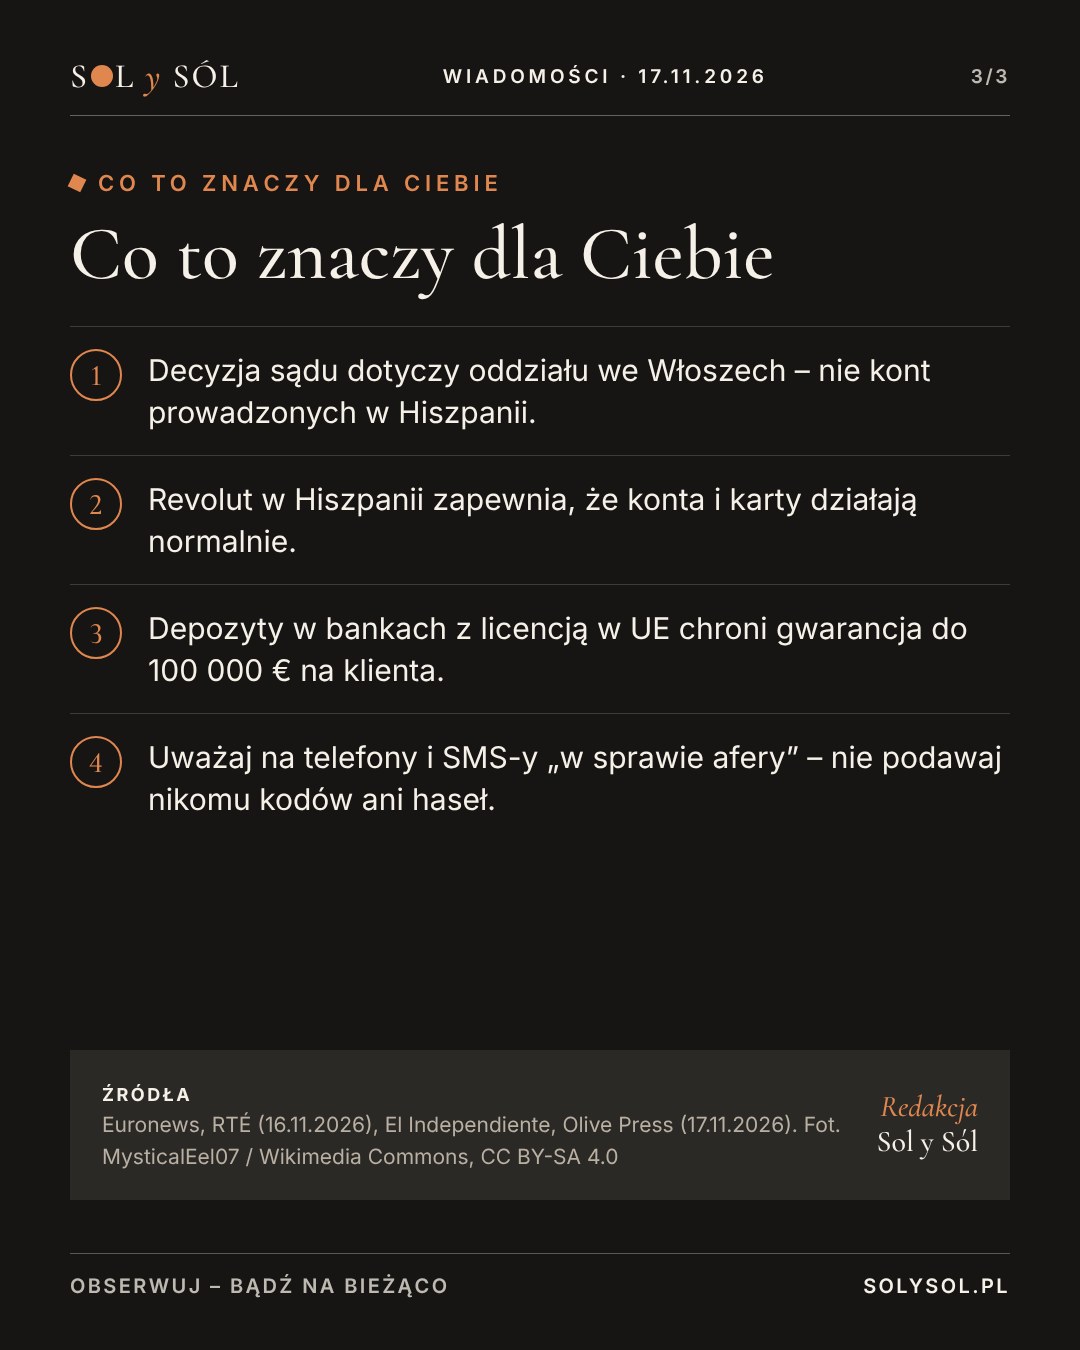 SOL y SÓL
WIADOMOŚCI · 17.11.2026
3/3
CO TO ZNACZY DLA CIEBIE
Co to znaczy dla Ciebie
1
Decyzja sądu dotyczy oddziału we Włoszech – nie kont
prowadzonych w Hiszpanii.
2
Revolut w Hiszpanii zapewnia, że konta i karty działają
normalnie.
3
Depozyty w bankach z licencją w UE chroni gwarancja do
100 000 € na klienta.
4
Uważaj na telefony i SMS-y „w sprawie afery” – nie podawaj
nikomu kodów ani haseł.
ŹRÓDŁA
Euronews, RTÉ (16.11.2026), El Independiente, Olive Press (17.11.2026). Fot.
MysticalEel07 / Wikimedia Commons, CC BY-SA 4.0
Redakcja
Sol y Sól
OBSERWUJ – BĄDŹ NA BIEŻĄCO
SOLYSOL.PL